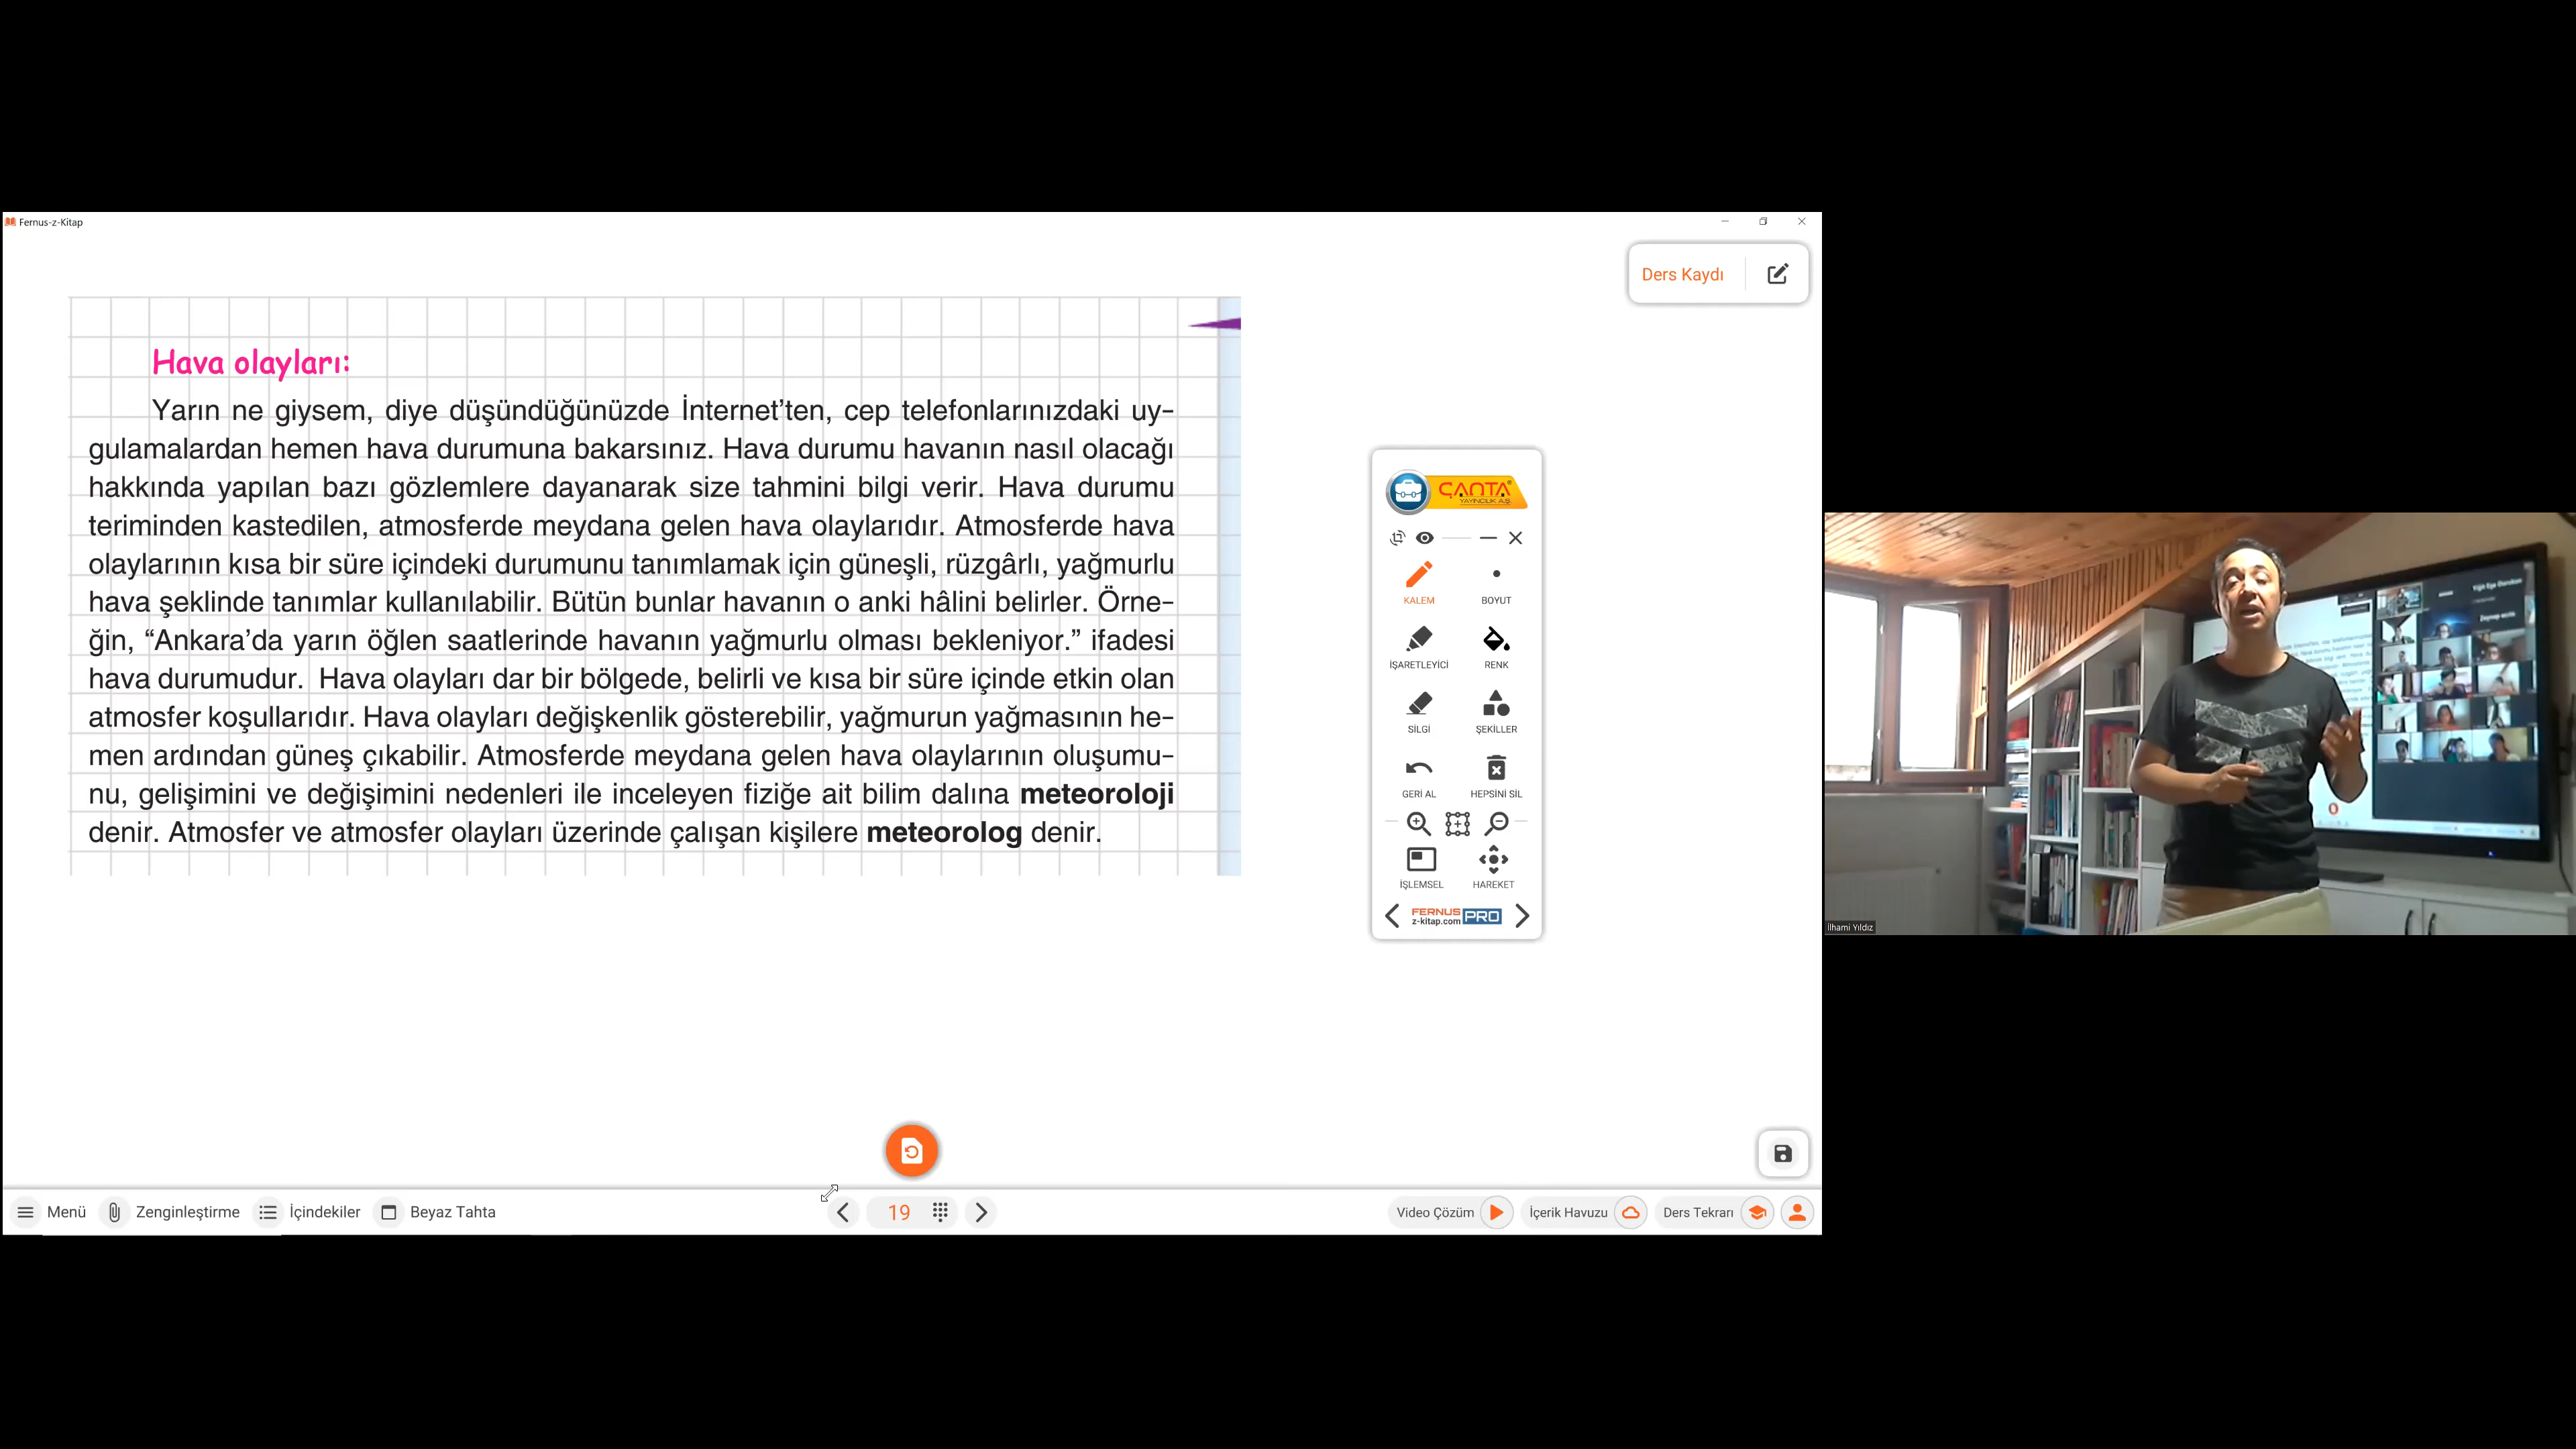 Fernus-z-Kitap
Ders Kaydı
Hava olayları:
Yarın ne giysem, diye düşündüğünüzde İnternet’ten, cep telefonlarınızdaki uy-
gulamalardan hemen hava durumuna bakarsınız. Hava durumu havanın nasıl olacağı
hakkında yapılan bazı gözlemlere dayanarak size tahmini bilgi verir. Hava durumu
teriminden kastedilen, atmosferde meydana gelen hava olaylarıdır. Atmosferde hava
olaylarının kısa bir süre içindeki durumunu tanımlamak için güneşli, rüzgârlı, yağmurlu
hava şeklinde tanımlar kullanılabilir. Bütün bunlar havanın o anki hâlini belirler. Örne-
ğin, “Ankara’da yarın öğlen saatlerinde havanın yağmurlu olması bekleniyor.” ifadesi
hava durumudur. Hava olayları dar bir bölgede, belirli ve kısa bir süre içinde etkin olan
atmosfer koşullarıdır. Hava olayları değişkenlik gösterebilir, yağmurun yağmasının he-
men ardından güneş çıkabilir. Atmosferde meydana gelen hava olaylarının oluşumu-
nu, gelişimini ve değişimini nedenleri ile inceleyen fiziğe ait bilim dalına meteoroloji
denir. Atmosfer ve atmosfer olayları üzerinde çalışan kişilere meteorolog denir.
ÇANTA
YAYINCILIK A.Ş.
KALEM BOYUT
İŞARETLEYİCİ RENK
SİLGİ ŞEKİLLER
GERİ AL HEPSİNİ SİL
İŞLEMSEL HAREKET
FERNUS PRO
z-kitap.com
İlhami Yıldız
Menü Zenginleştirme İçindekiler Beyaz Tahta 19 Video Çözüm İçerik Havuzu Ders Tekrarı